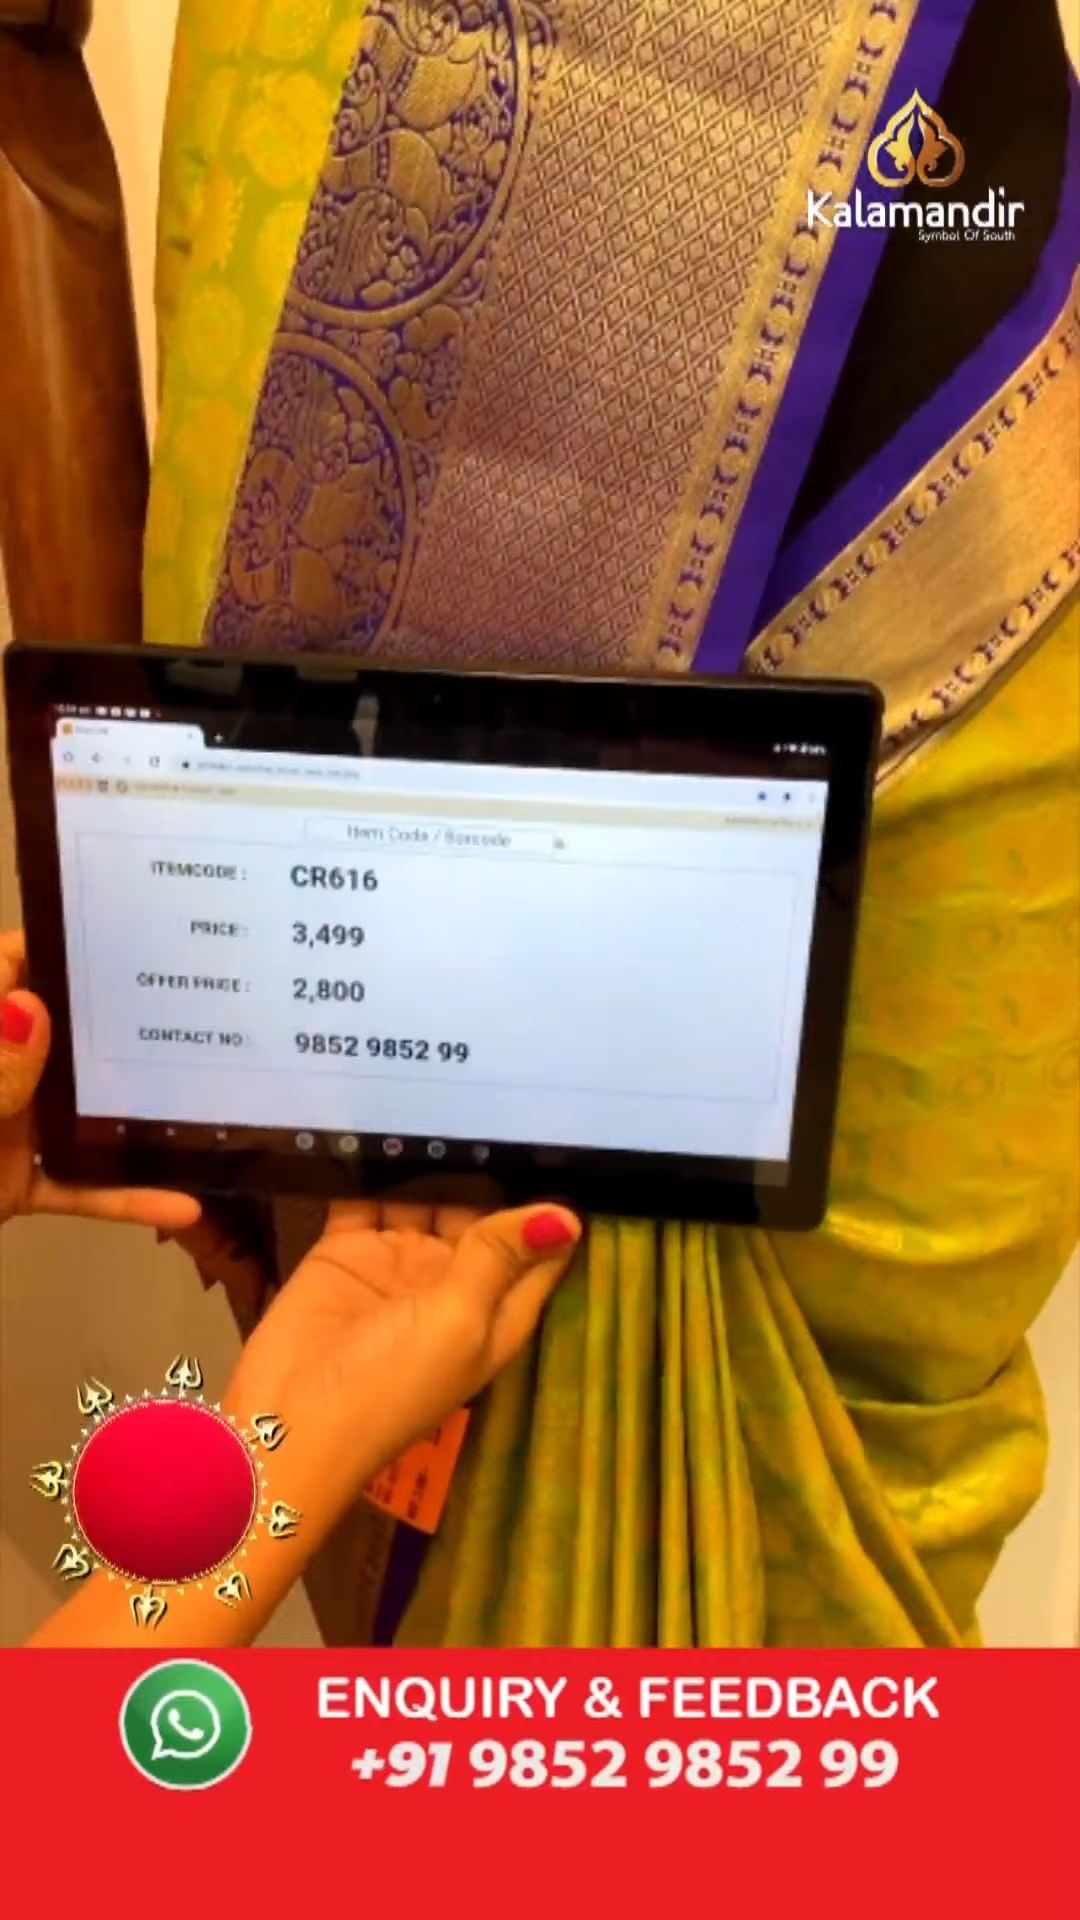 Kalamandir
Symbol Of South
Item Code / Barcode
ITEMCODE : CR616
PRICE : 3,499
OFFER PRICE : 2,800
CONTACT NO : 9852 9852 99
ENQUIRY & FEEDBACK
+91 9852 9852 99